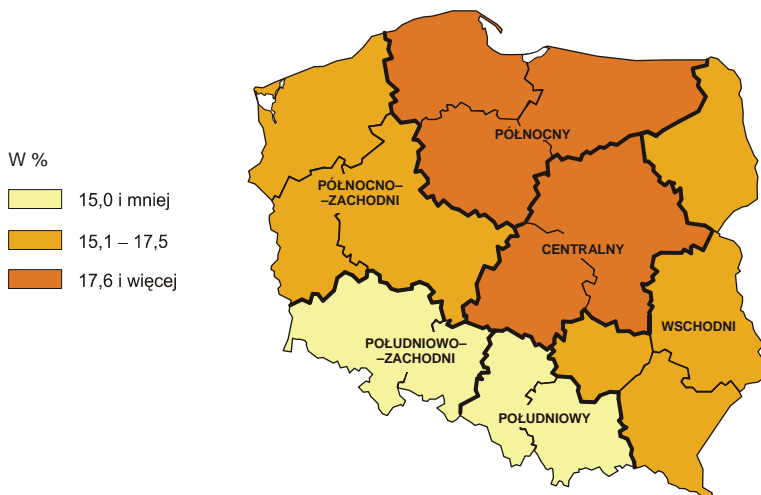 W %
15,0 i mniej
15,1 – 17,5
17,6 i więcej
PÓŁNOCNY
PÓŁNOCNO–
–ZACHODNI
CENTRALNY
WSCHODNI
POŁUDNIOWO–
–ZACHODNI
POŁUDNIOWY